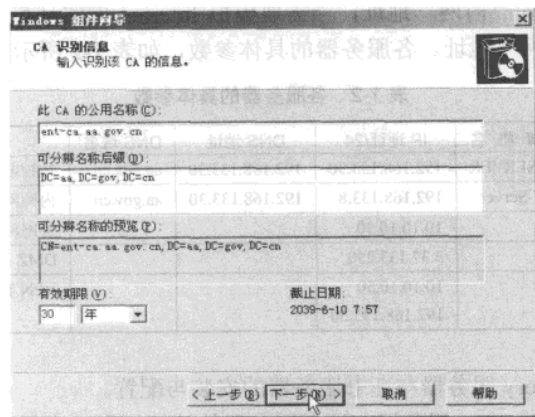 Windows 组件向导
CA 识别信息
输入识别该 CA 的信息。
此 CA 的公用名称(C):
ent-ca.aa.gov.cn
可分辨名称后缀(D):
DC=aa,DC=gov,DC=cn
可分辨名称的预览(P):
CN=ent-ca.aa.gov.cn,DC=aa,DC=gov,DC=cn
有效期限(V):
截止日期:
30 年
2039-6-10 7:57
<上一步(B) 下一步(N)> 取消 帮助